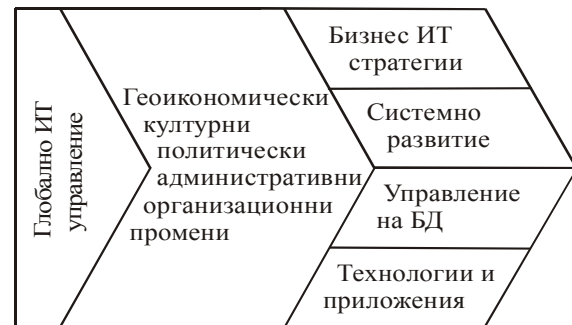 Глобално ИТ
управление
Геоикономически
културни
политически
административни
организационни
промени
Бизнес ИТ
стратегии
Системно
развитие
Управление
на БД
Технологии и
приложения